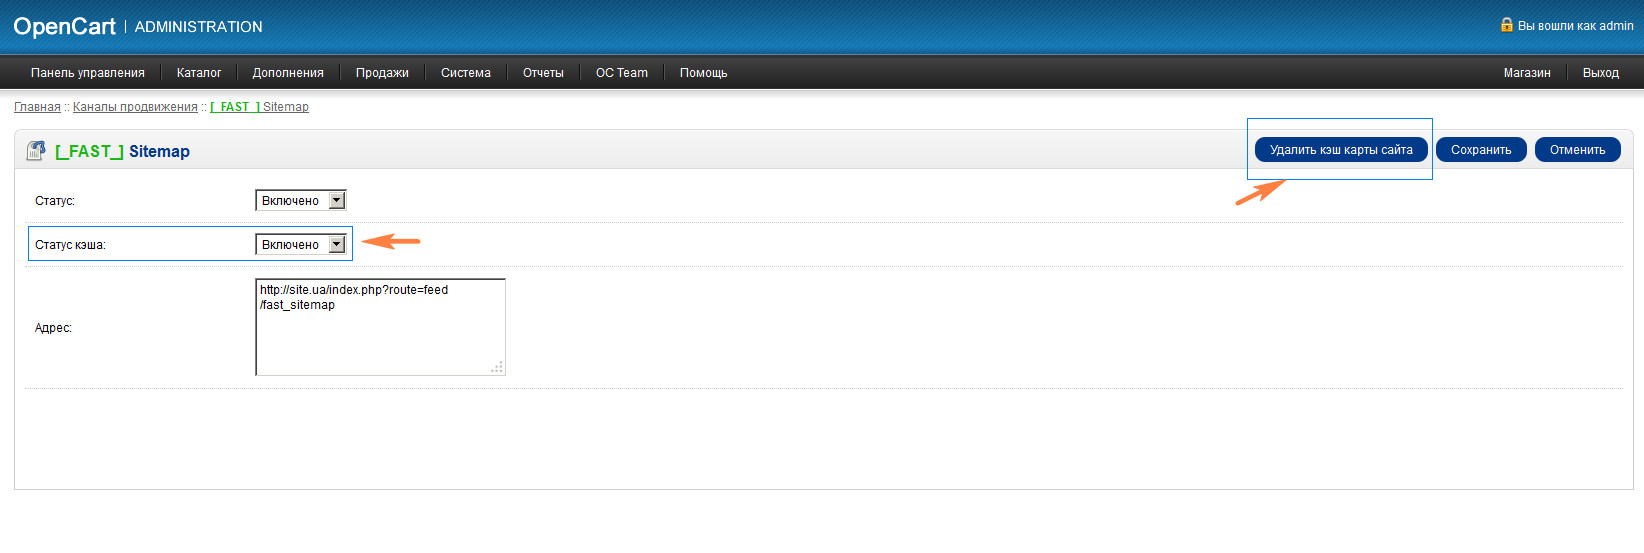 OpenCart | ADMINISTRATION
Вы вошли как admin
Панель управления Каталог Дополнения Продажи Система Отчеты OC Team Помощь Магазин Выход
Главная :: Каналы продвижения :: [_FAST_] Sitemap
[_FAST_] Sitemap
Удалить кэш карты сайта Сохранить Отменить
Статус: Включено
Статус кэша: Включено
Адрес:
http://site.ua/index.php?route=feed
/fast_sitemap